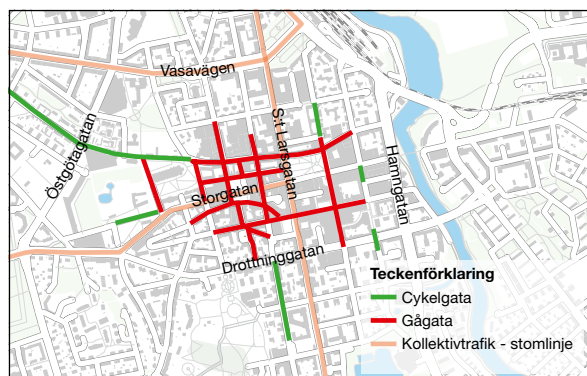 Vasavägen
Östgötagatan
S:t Larsgatan
Hamngatan
Storgatan
Drottninggatan
Teckenförklaring
Cykelgata
Gågata
Kollektivtrafik - stomlinje